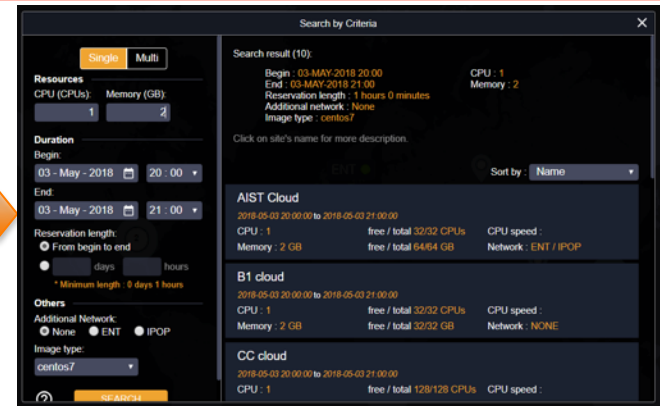 Search by Criteria
Single Multi
Resources
CPU (CPUs): Memory (GB):
1 2
Duration
Begin:
03 - May - 2018 20 : 00
End:
03 - May - 2018 21 : 00
Reservation length:
From begin to end
days hours
* Minimum length : 0 days 1 hours
Others
Additional Network:
None ENT IPOP
Image type:
centos7
SEARCH
Search result (10):
Begin : 03-MAY-2018 20:00 CPU : 1
End : 03-MAY-2018 21:00 Memory : 2
Reservation length : 1 hours 0 minutes
Additional network : None
Image type : centos7
Click on site's name for more description.
ENT
Sort by : Name
AIST Cloud
2018-05-03 20:00:00 to 2018-05-03 21:00:00
CPU : 1 free / total 32/32 CPUs CPU speed :
Memory : 2 GB free / total 64/64 GB Network : ENT / IPOP
B1 cloud
2018-05-03 20:00:00 to 2018-05-03 21:00:00
CPU : 1 free / total 32/32 CPUs CPU speed :
Memory : 2 GB free / total 32/32 GB Network : NONE
CC cloud
2018-05-03 20:00:00 to 2018-05-03 21:00:00
CPU : 1 free / total 128/128 CPUs CPU speed :